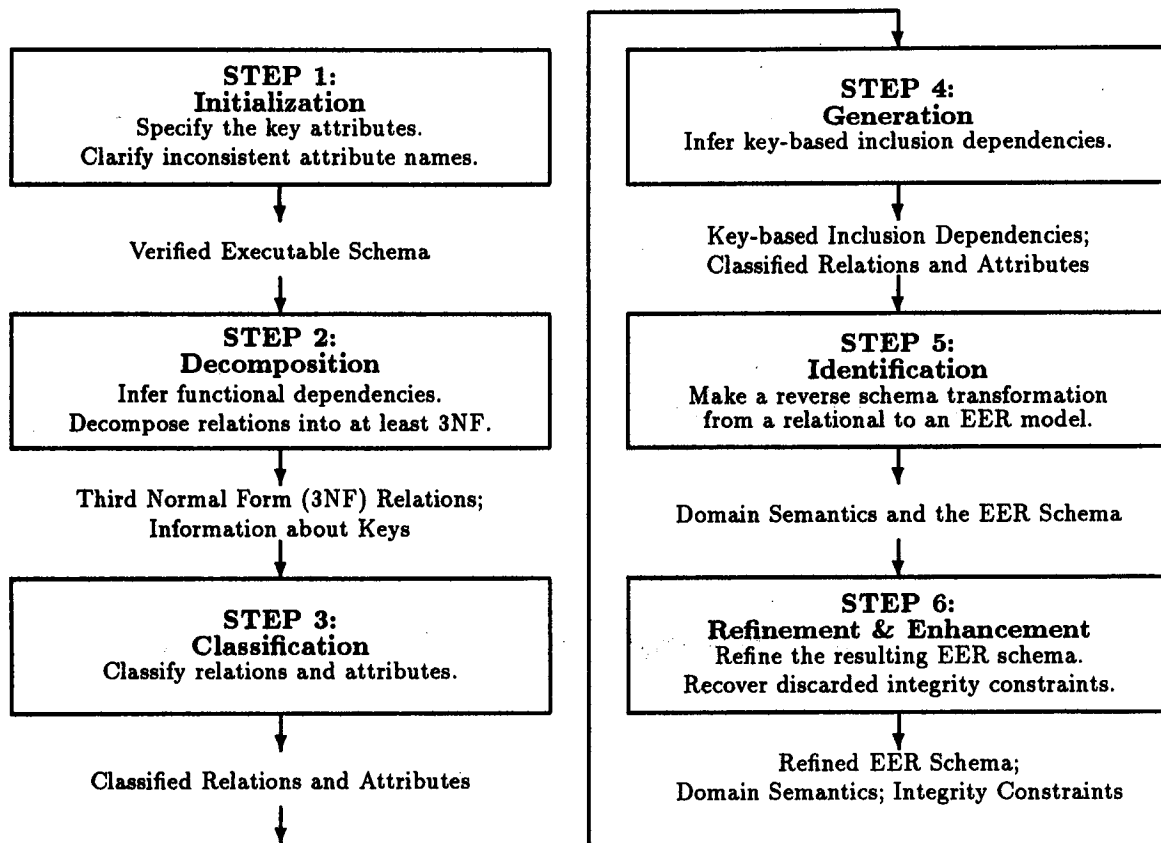 STEP 1:
Initialization
Specify the key attributes.
Clarify inconsistent attribute names.
Verified Executable Schema
STEP 2:
Decomposition
Infer functional dependencies.
Decompose relations into at least 3NF.
Third Normal Form (3NF) Relations;
Information about Keys
STEP 3:
Classification
Classify relations and attributes.
Classified Relations and Attributes
STEP 4:
Generation
Infer key-based inclusion dependencies.
Key-based Inclusion Dependencies;
Classified Relations and Attributes
STEP 5:
Identification
Make a reverse schema transformation
from a relational to an EER model.
Domain Semantics and the EER Schema
STEP 6:
Refinement & Enhancement
Refine the resulting EER schema.
Recover discarded integrity constraints.
Refined EER Schema;
Domain Semantics; Integrity Constraints